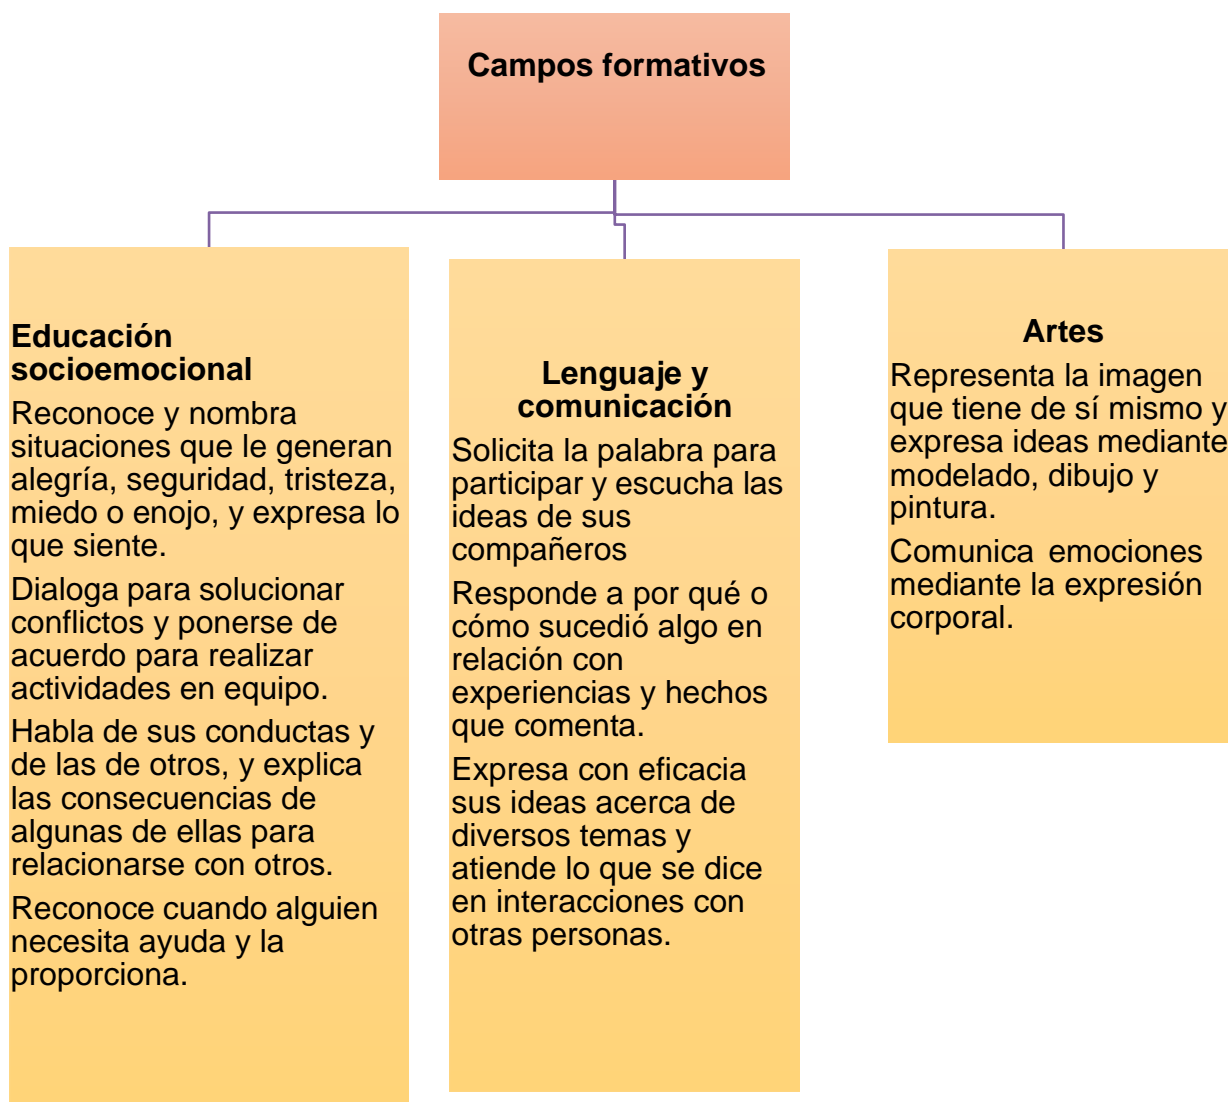 Campos formativos
Educación
socioemocional
Reconoce y nombra
situaciones que le generan
alegría, seguridad, tristeza,
miedo o enojo, y expresa lo
que siente.
Dialoga para solucionar
conflictos y ponerse de
acuerdo para realizar
actividades en equipo.
Habla de sus conductas y
de las de otros, y explica
las consecuencias de
algunas de ellas para
relacionarse con otros.
Reconoce cuando alguien
necesita ayuda y la
proporciona.
Lenguaje y
comunicación
Solicita la palabra para
participar y escucha las
ideas de sus
compañeros
Responde a por qué o
cómo sucedió algo en
relación con
experiencias y hechos
que comenta.
Expresa con eficacia
sus ideas acerca de
diversos temas y
atiende lo que se dice
en interacciones con
otras personas.
Artes
Representa la imagen
que tiene de sí mismo y
expresa ideas mediante
modelado, dibujo y
pintura.
Comunica emociones
mediante la expresión
corporal.